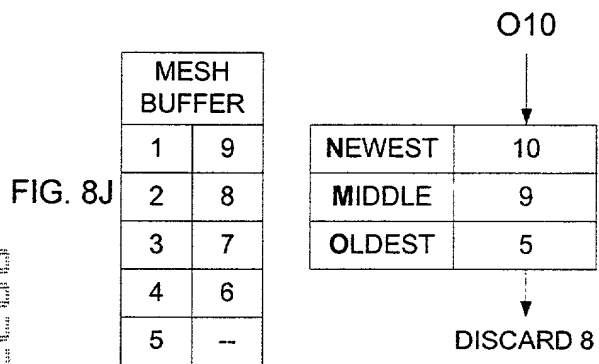 O10
MESH BUFFER
1 9
2 8
3 7
4 6
5 --
FIG. 8J
NEWEST 10
MIDDLE 9
OLDEST 5
DISCARD 8